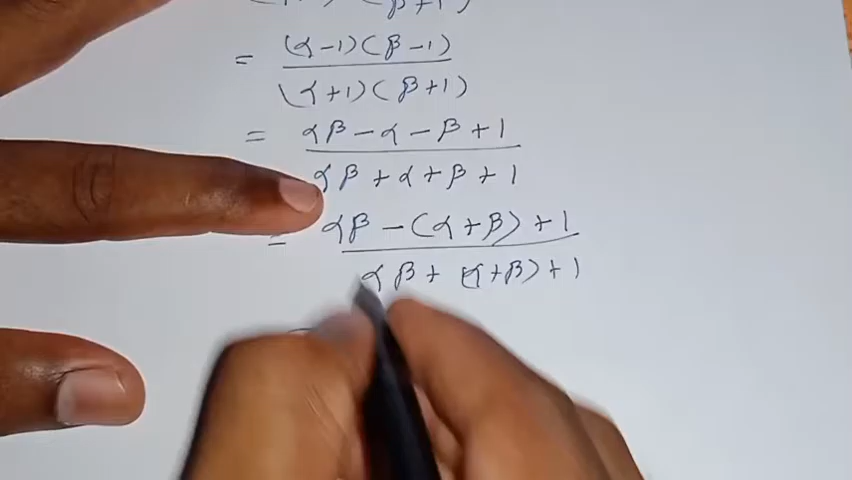 = (α-1)(β-1) / (α+1)(β+1)
= αβ-α-β+1 / αβ+α+β+1
= αβ-(α+β)+1 / αβ+(α+β)+1